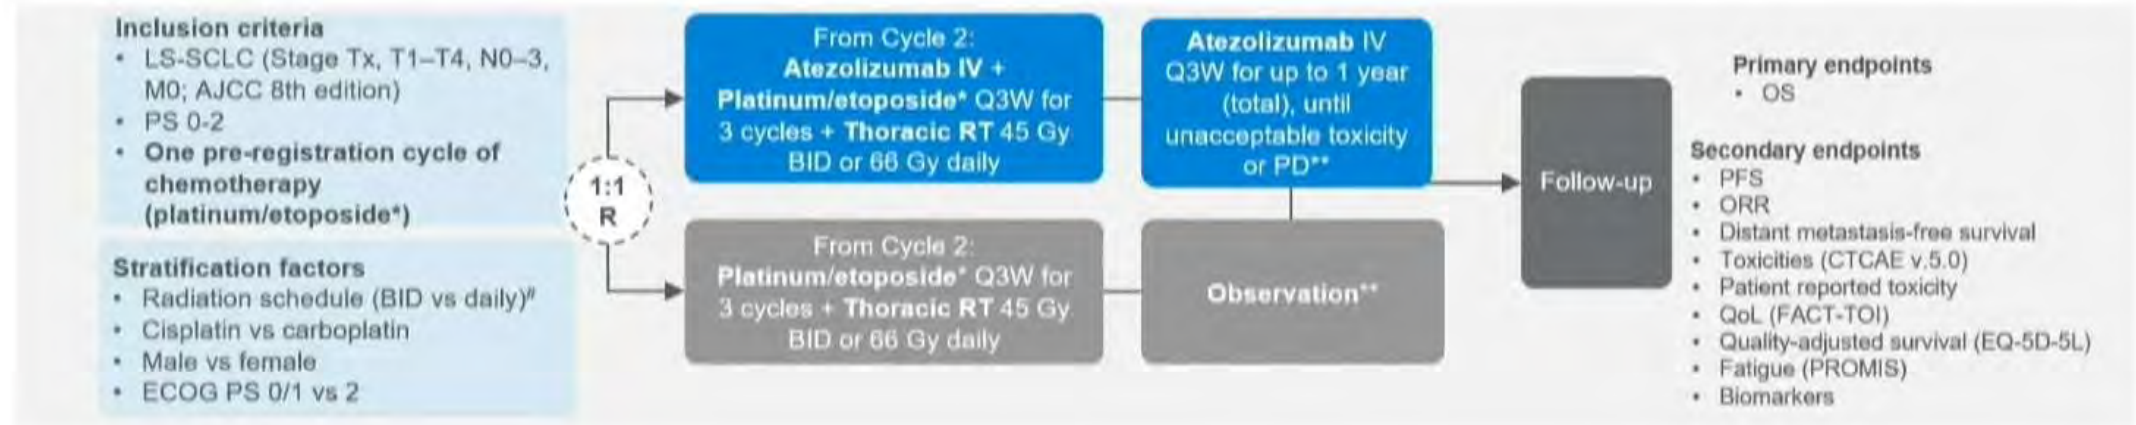 Inclusion criteria
• LS-SCLC (Stage Tx, T1–T4, N0–3,
M0; AJCC 8th edition)
• PS 0-2
• One pre-registration cycle of
chemotherapy
(platinum/etoposide*)
Stratification factors
• Radiation schedule (BID vs daily)#
• Cisplatin vs carboplatin
• Male vs female
• ECOG PS 0/1 vs 2
1:1
R
From Cycle 2:
Atezolizumab IV +
Platinum/etoposide* Q3W for
3 cycles + Thoracic RT 45 Gy
BID or 66 Gy daily
From Cycle 2:
Platinum/etoposide* Q3W for
3 cycles + Thoracic RT 45 Gy
BID or 66 Gy daily
Atezolizumab IV
Q3W for up to 1 year
(total), until
unacceptable toxicity
or PD**
Observation**
Follow-up
Primary endpoints
• OS
Secondary endpoints
• PFS
• ORR
• Distant metastasis-free survival
• Toxicities (CTCAE v.5.0)
• Patient reported toxicity
• QoL (FACT-TOI)
• Quality-adjusted survival (EQ-5D-5L)
• Fatigue (PROMIS)
• Biomarkers